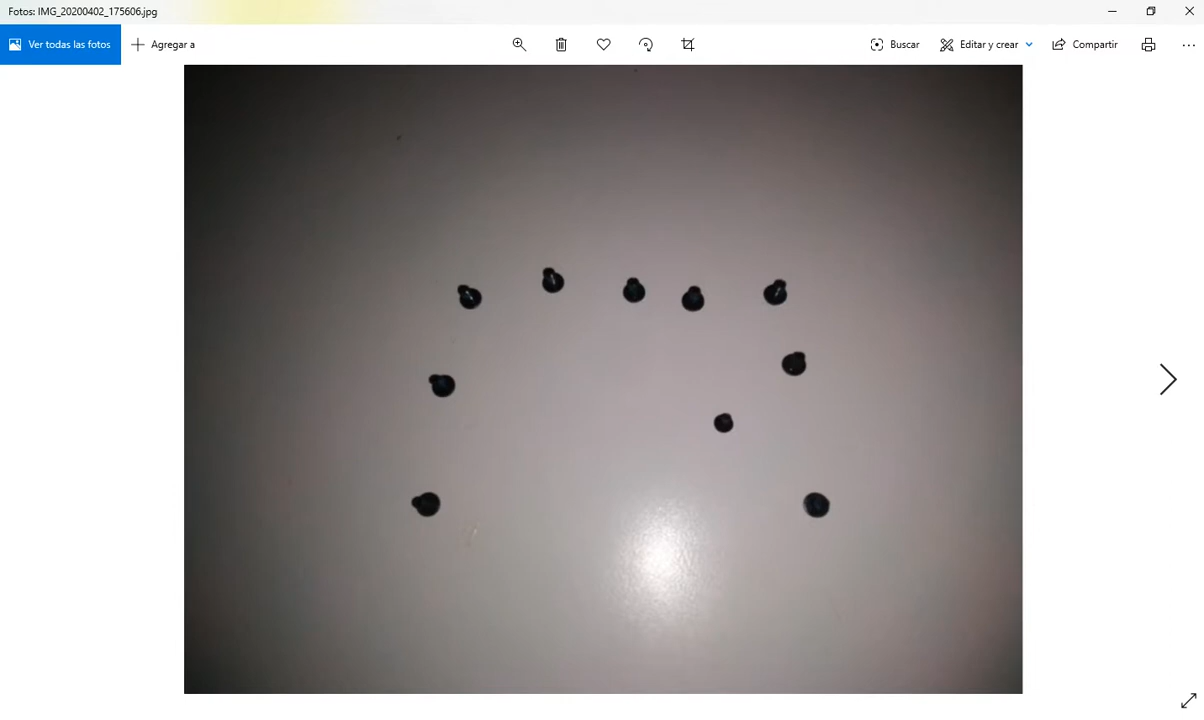 Fotos: IMG_20200402_175606.jpg
Ver todas las fotos
Agregar a
Buscar
Editar y crear
Compartir